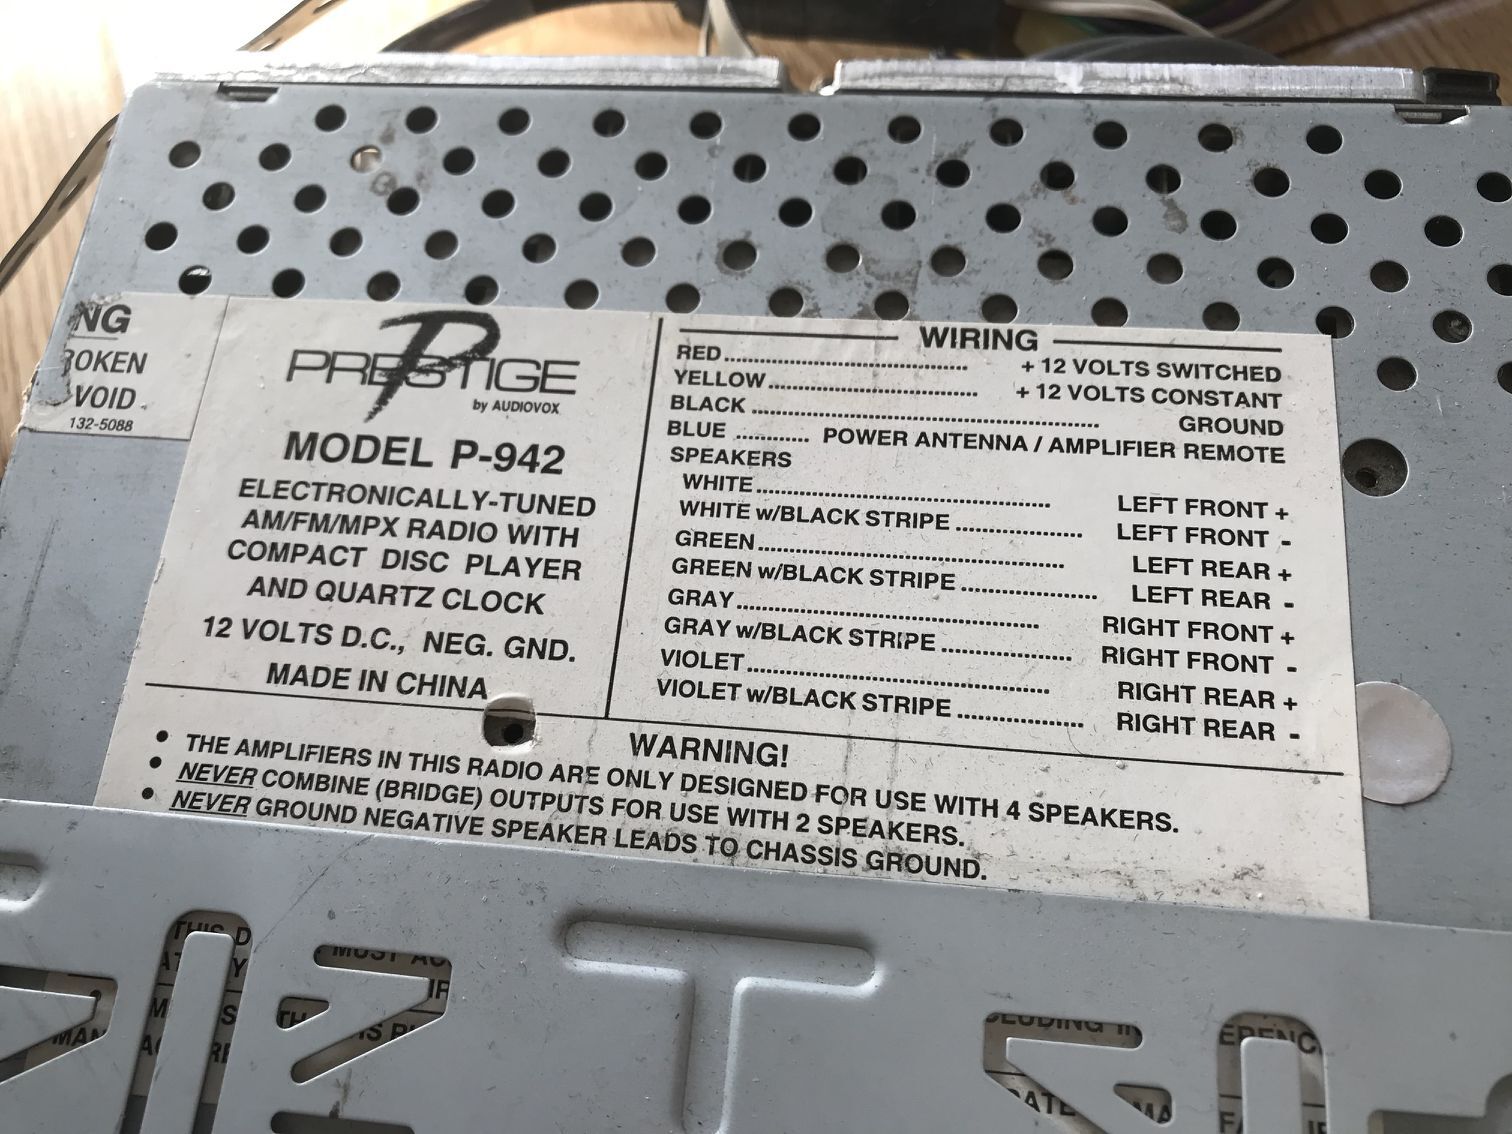 NG
ROKEN
VOID.
132-5088
PRESTIGE
by AUDIOVOX
MODEL P-942
ELECTRONICALLY-TUNED
AM/FM/MPX RADIO WITH
COMPACT DISC PLAYER
AND QUARTZ CLOCK
12 VOLTS D.C., NEG. GND.
MADE IN CHINA
WIRING
RED........................................ + 12 VOLTS SWITCHED
YELLOW.................................. + 12 VOLTS CONSTANT
BLACK ........................................................ GROUND
BLUE ............ POWER ANTENNA / AMPLIFIER REMOTE
SPEAKERS
WHITE................................................ LEFT FRONT +
WHITE w/BLACK STRIPE .................... LEFT FRONT -
GREEN.................................................. LEFT REAR +
GREEN w/BLACK STRIPE ...................... LEFT REAR -
GRAY................................................ RIGHT FRONT +
GRAY w/BLACK STRIPE ..................... RIGHT FRONT -
VIOLET................................................ RIGHT REAR +
VIOLET w/BLACK STRIPE .................... RIGHT REAR -
WARNING!
• THE AMPLIFIERS IN THIS RADIO ARE ONLY DESIGNED FOR USE WITH 4 SPEAKERS.
• NEVER COMBINE (BRIDGE) OUTPUTS FOR USE WITH 2 SPEAKERS.
• NEVER GROUND NEGATIVE SPEAKER LEADS TO CHASSIS GROUND.
THIS D
MUST AC